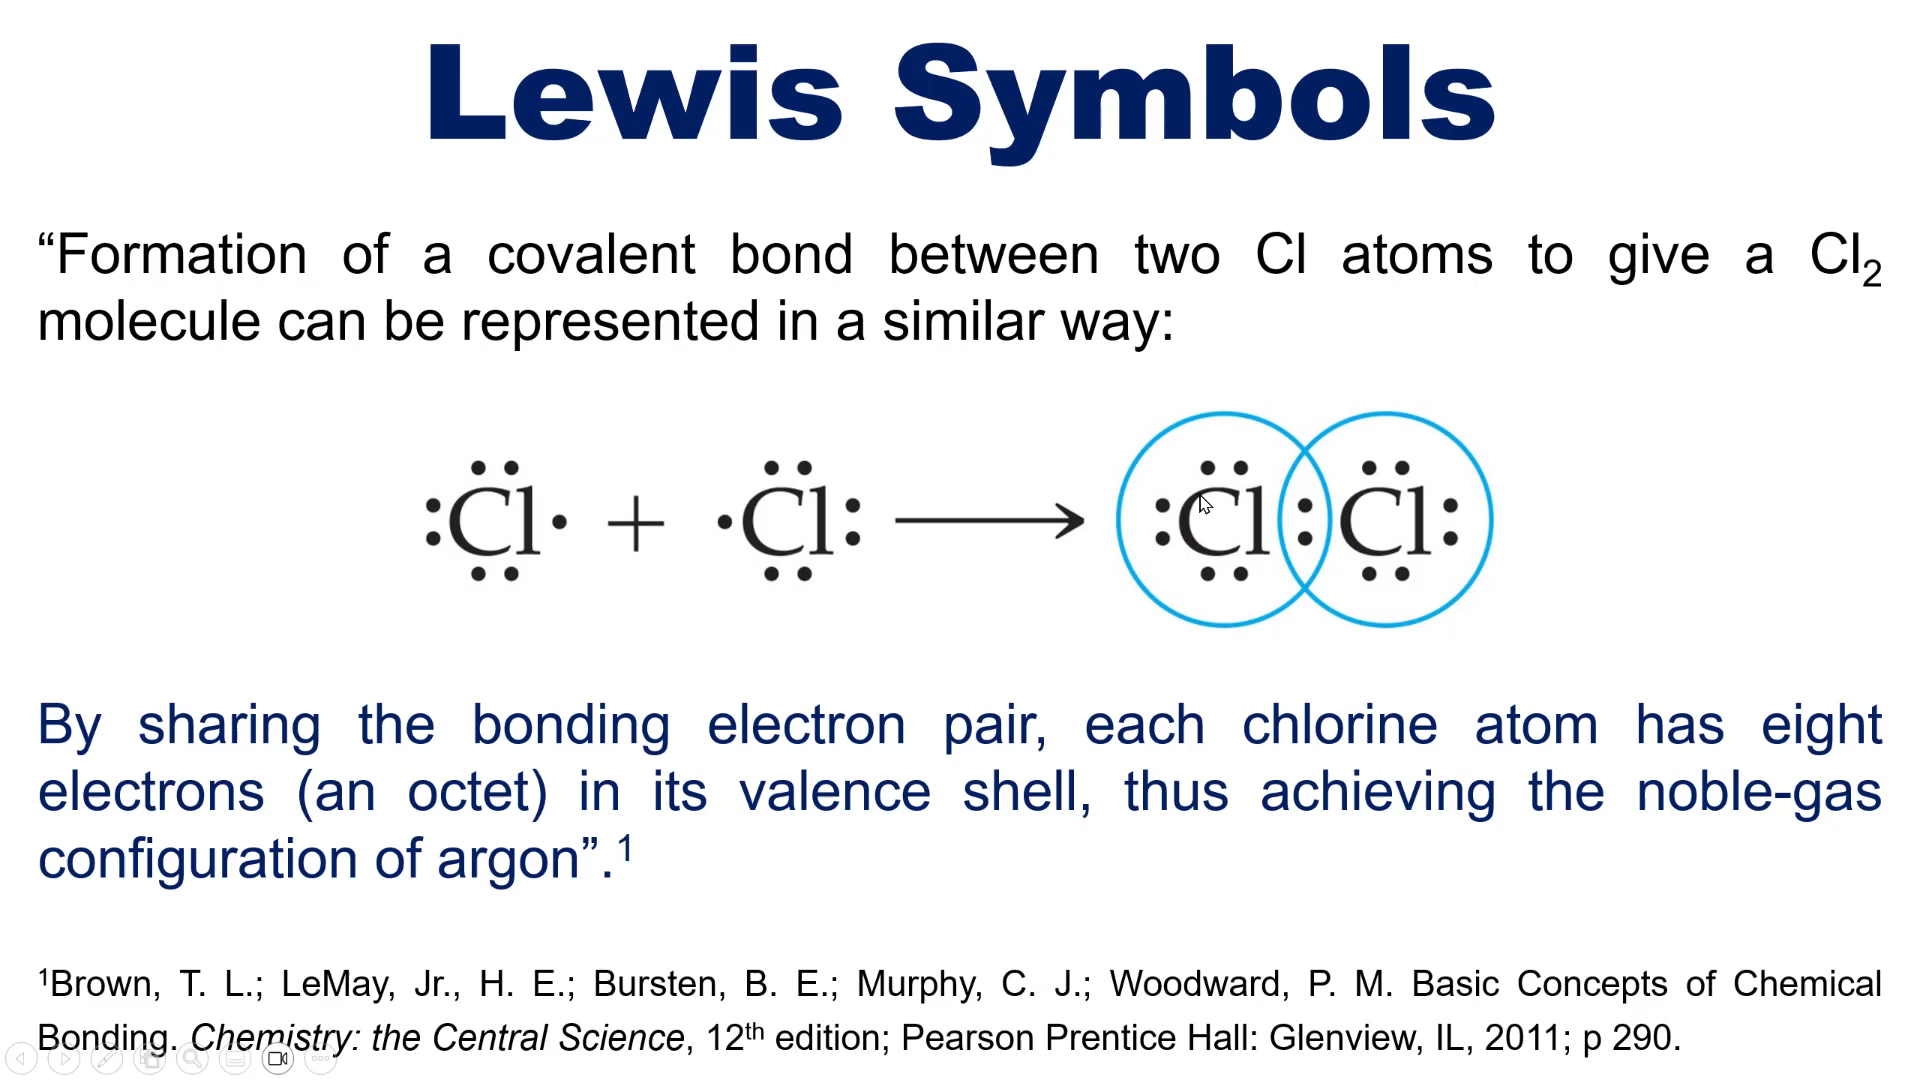 Lewis Symbols
“Formation of a covalent bond between two Cl atoms to give a Cl₂
molecule can be represented in a similar way:
:Cl· + ·Cl: ⟶ :Cl:Cl:
By sharing the bonding electron pair, each chlorine atom has eight
electrons (an octet) in its valence shell, thus achieving the noble-gas
configuration of argon”.¹
¹Brown, T. L.; LeMay, Jr., H. E.; Bursten, B. E.; Murphy, C. J.; Woodward, P. M. Basic Concepts of Chemical
Bonding. Chemistry: the Central Science, 12ᵗʰ edition; Pearson Prentice Hall: Glenview, IL, 2011; p 290.